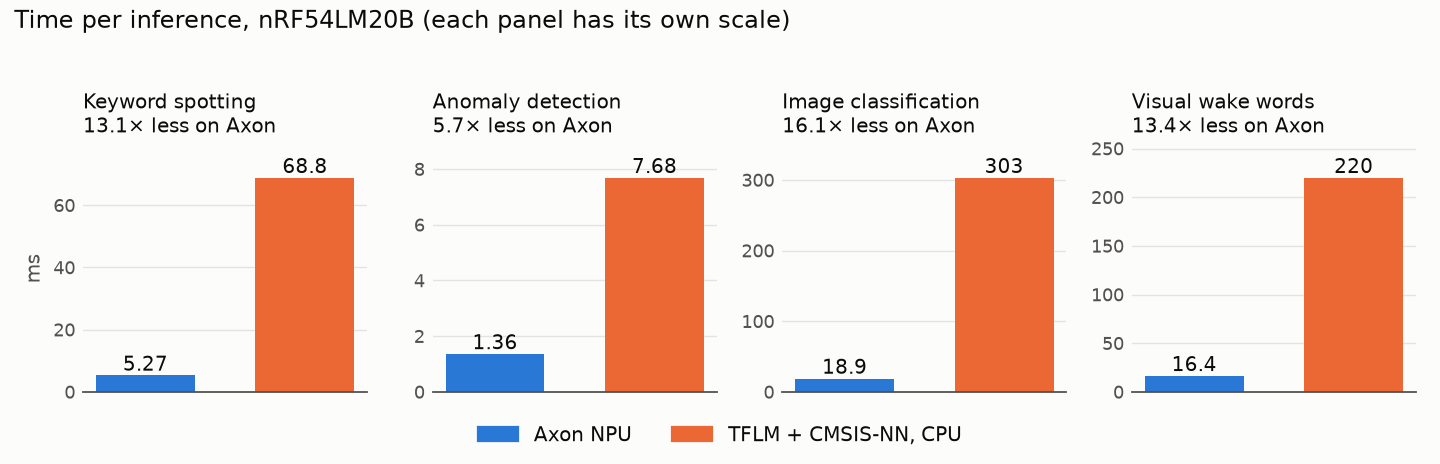 Time per inference, nRF54LM20B (each panel has its own scale)
Keyword spotting
13.1× less on Axon
ms
60
40
20
0
5.27
68.8
Anomaly detection
5.7× less on Axon
8
6
4
2
0
1.36
7.68
Image classification
16.1× less on Axon
300
200
100
0
18.9
303
Visual wake words
13.4× less on Axon
250
200
150
100
50
0
16.4
220
Axon NPU
TFLM + CMSIS-NN, CPU